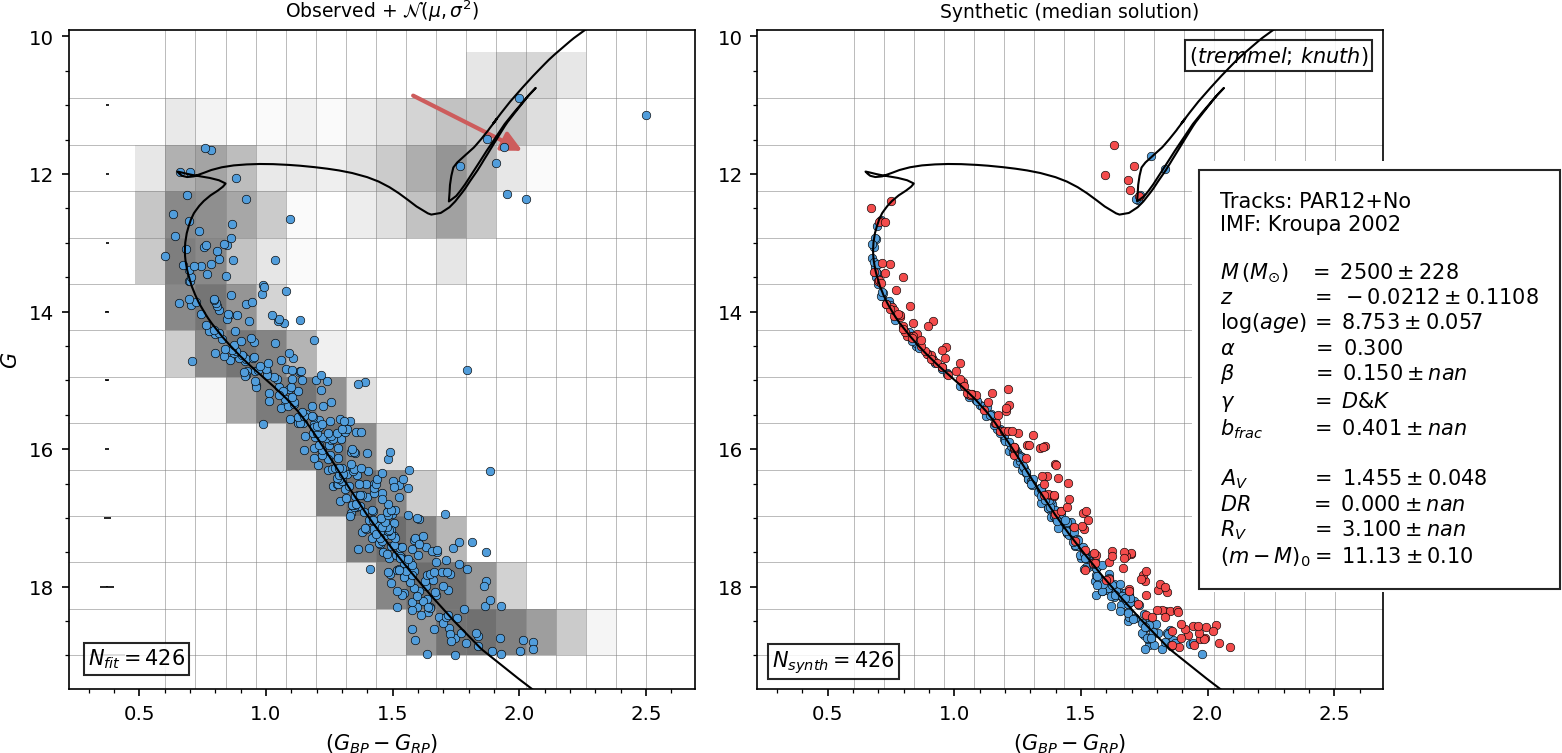 Observed + 𝒩(μ, σ²)
Synthetic (median solution)
(tremmel; knuth)
G
10
12
14
16
18
10
12
14
16
18
N_fit = 426
N_synth = 426
0.5 1.0 1.5 2.0 2.5
0.5 1.0 1.5 2.0 2.5
(G_BP − G_RP)
(G_BP − G_RP)
Tracks: PAR12+No
IMF: Kroupa 2002
M (M_⊙) = 2500 ± 228
z = −0.0212 ± 0.1108
log(age) = 8.753 ± 0.057
α = 0.300
β = 0.150 ± nan
γ = D&K
b_frac = 0.401 ± nan
A_V = 1.455 ± 0.048
DR = 0.000 ± nan
R_V = 3.100 ± nan
(m − M)₀ = 11.13 ± 0.10